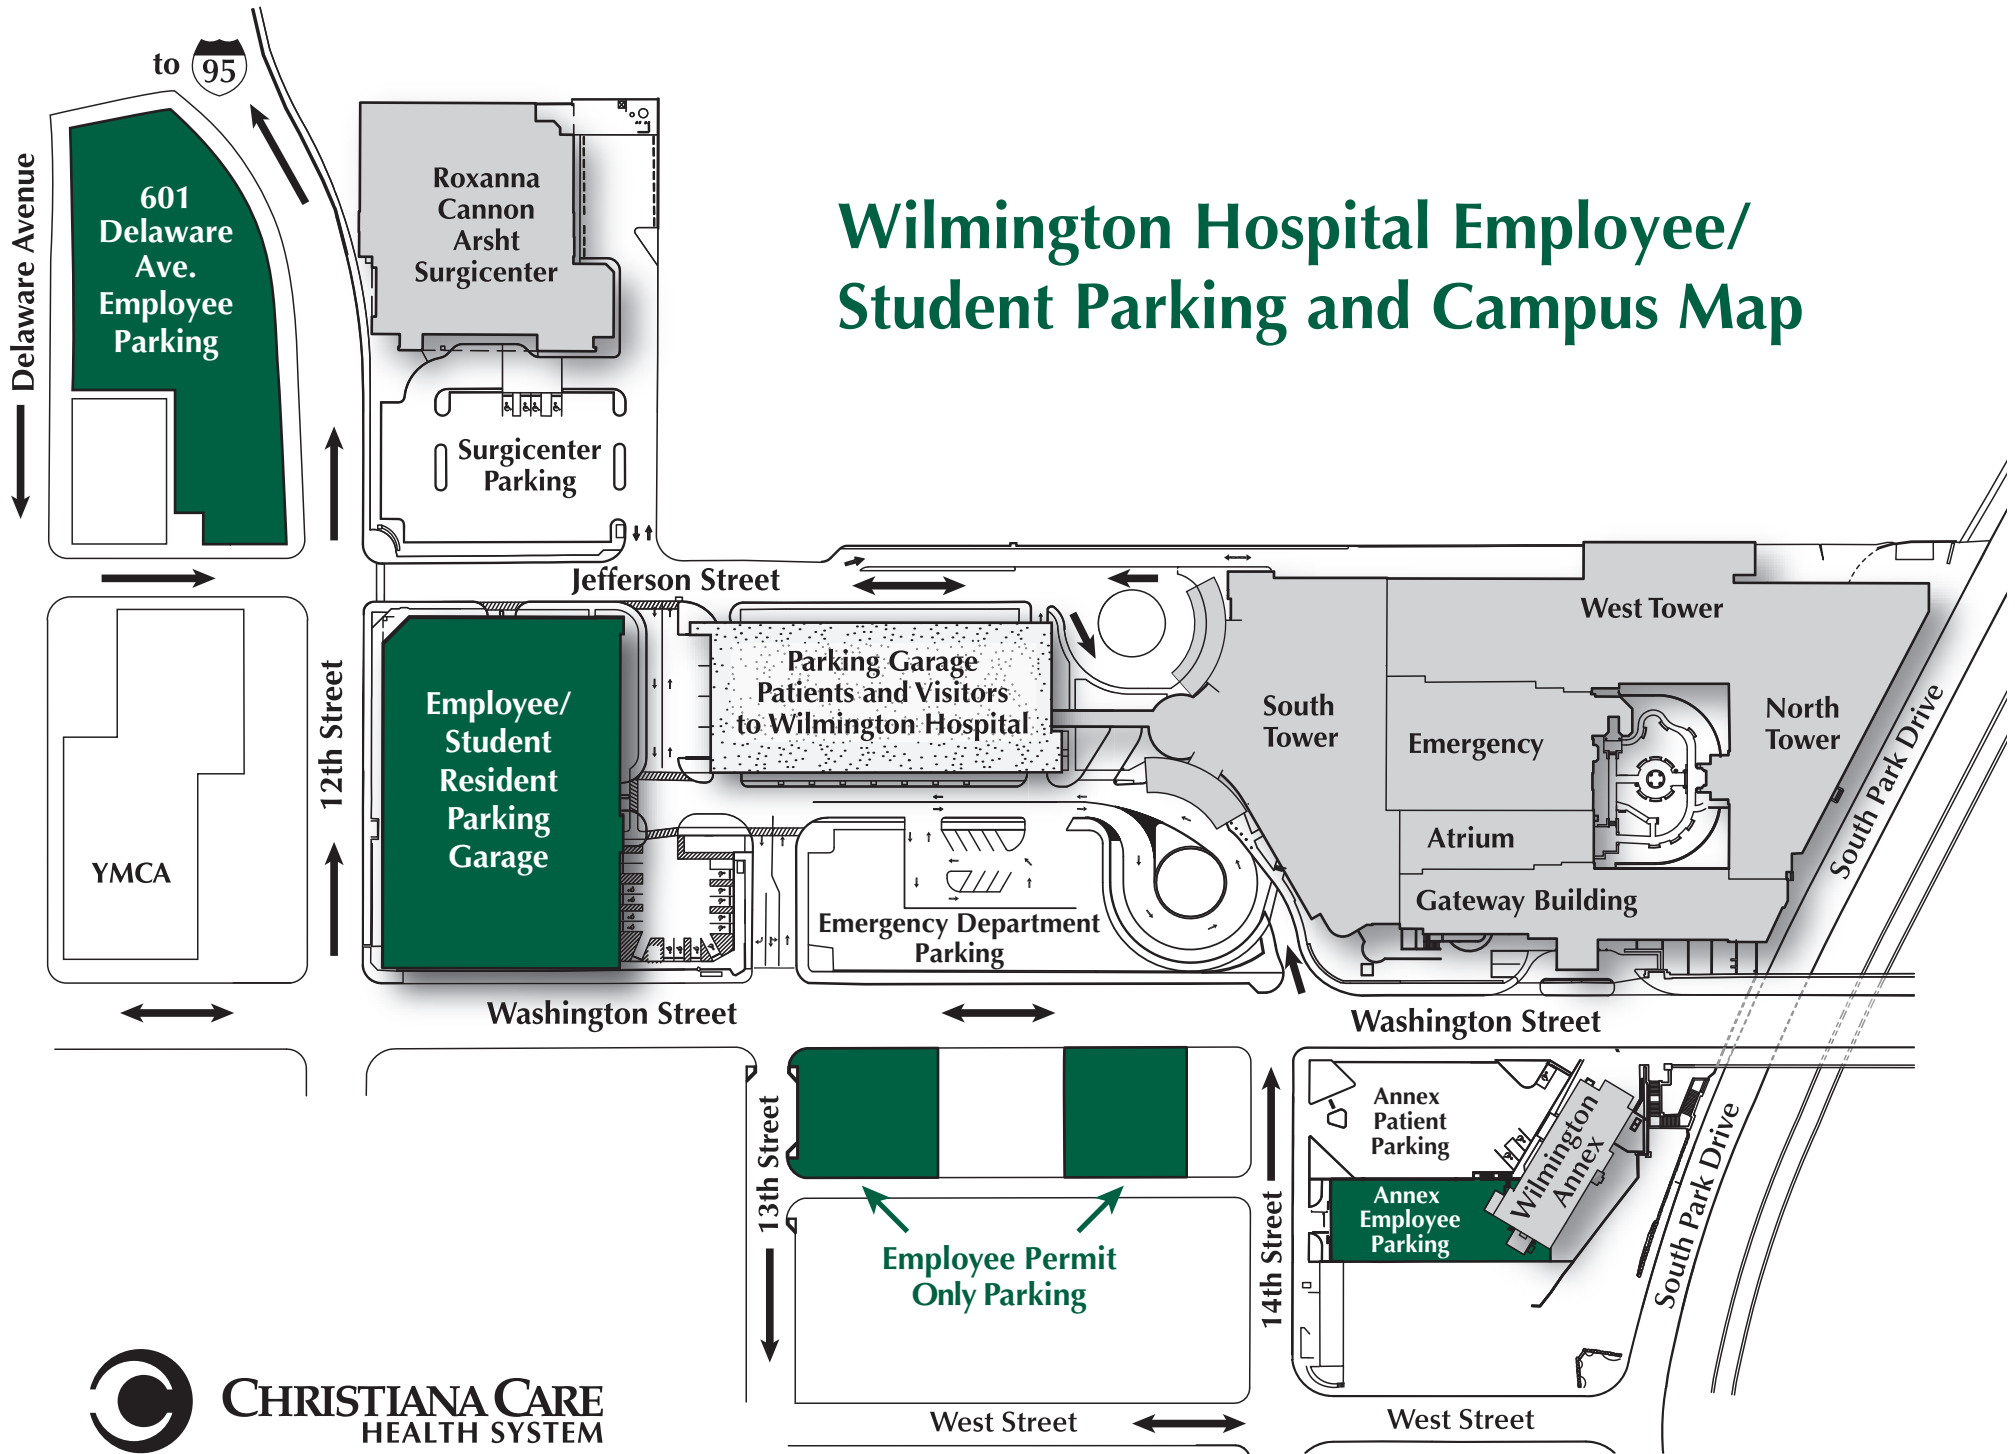 to 95
Wilmington Hospital Employee/
Student Parking and Campus Map
Delaware Avenue
601
Delaware
Ave.
Employee
Parking
Roxanna
Cannon
Arsht
Surgicenter
Surgicenter
Parking
Jefferson Street
12th Street
YMCA
Employee/
Student
Resident
Parking
Garage
Parking Garage
Patients and Visitors
to Wilmington Hospital
West Tower
South
Tower
Emergency
North
Tower
Atrium
Gateway Building
South Park Drive
Emergency Department
Parking
Washington Street
Washington Street
13th Street
14th Street
Annex
Patient
Parking
Wilmington
Annex
Annex
Employee
Parking
South Park Drive
Employee Permit
Only Parking
West Street
West Street
CHRISTIANA CARE
HEALTH SYSTEM